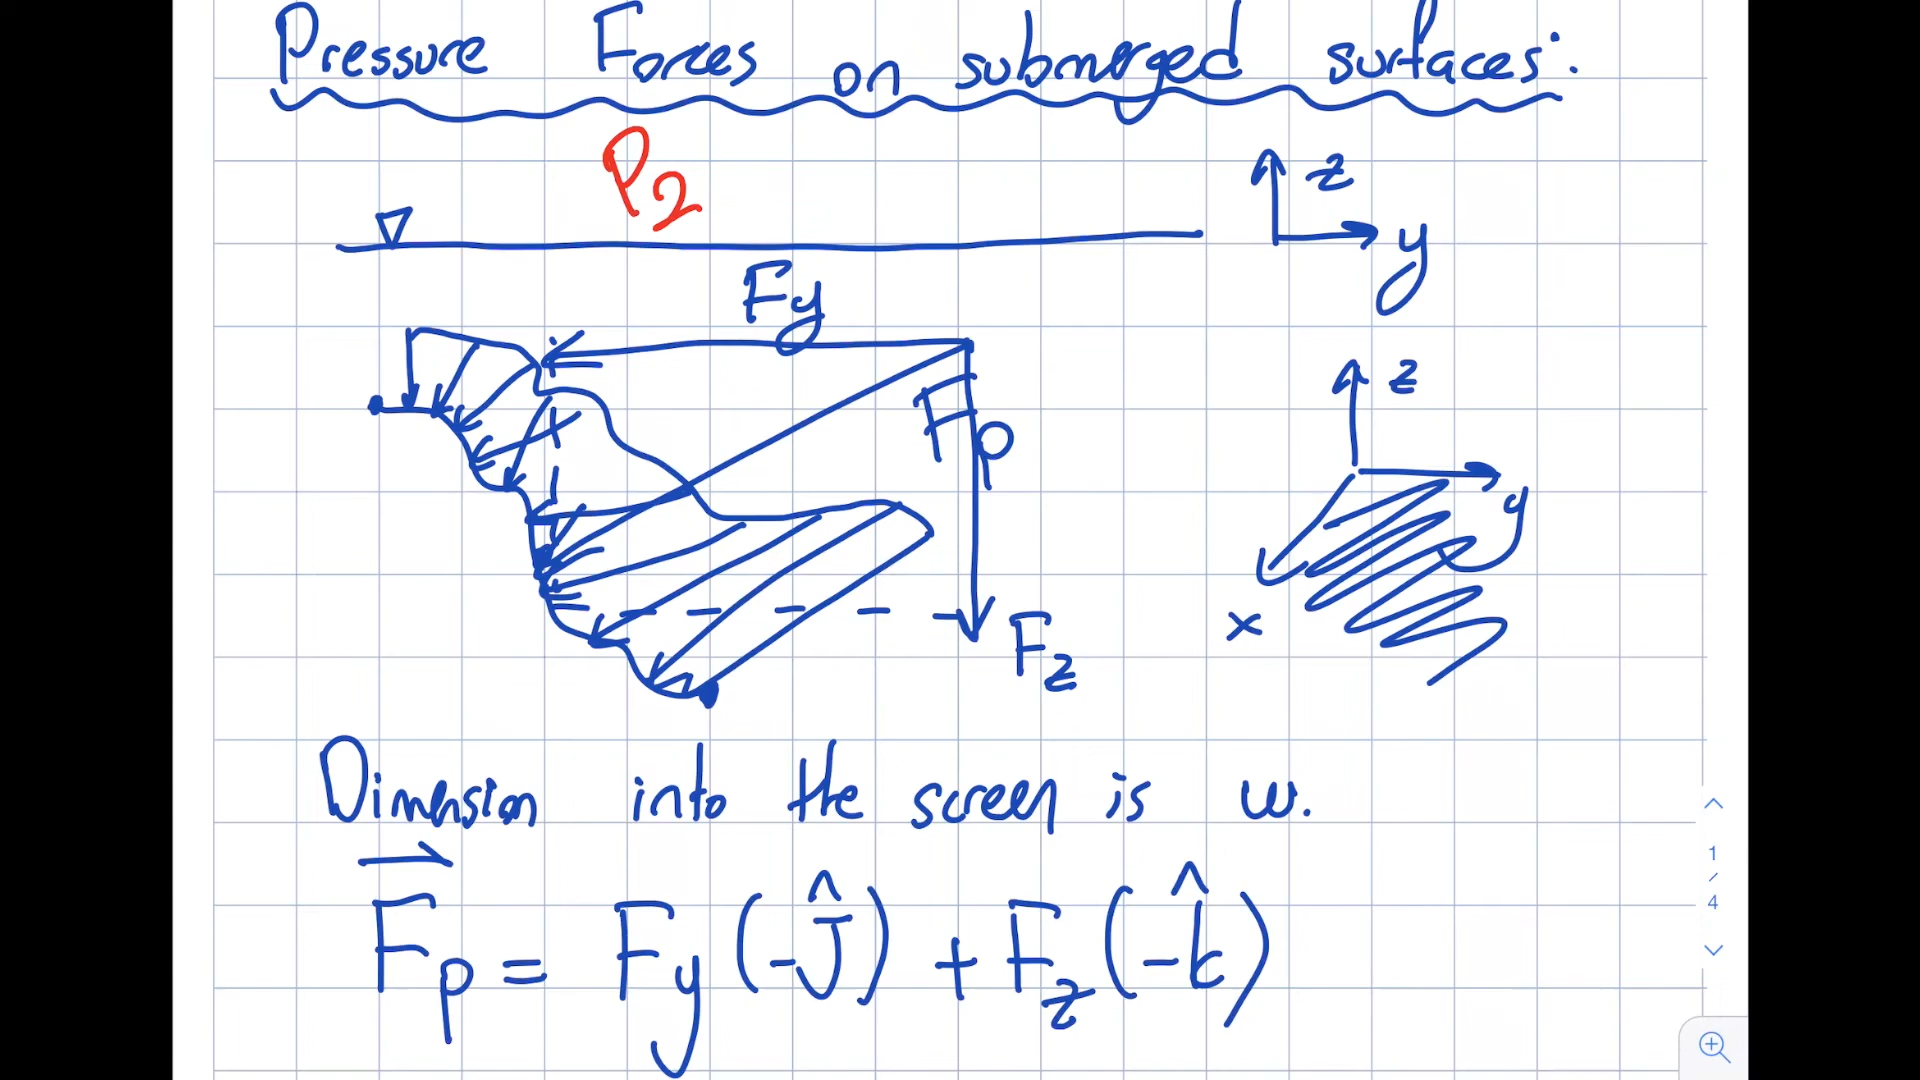 Pressure Forces on submerged surfaces:
P2
z
y
Fy
Fp
Fz
z
y
x
Dimension into the screen is w.
Fp = Fy (-ĵ) + Fz (-k̂)
1
/
4